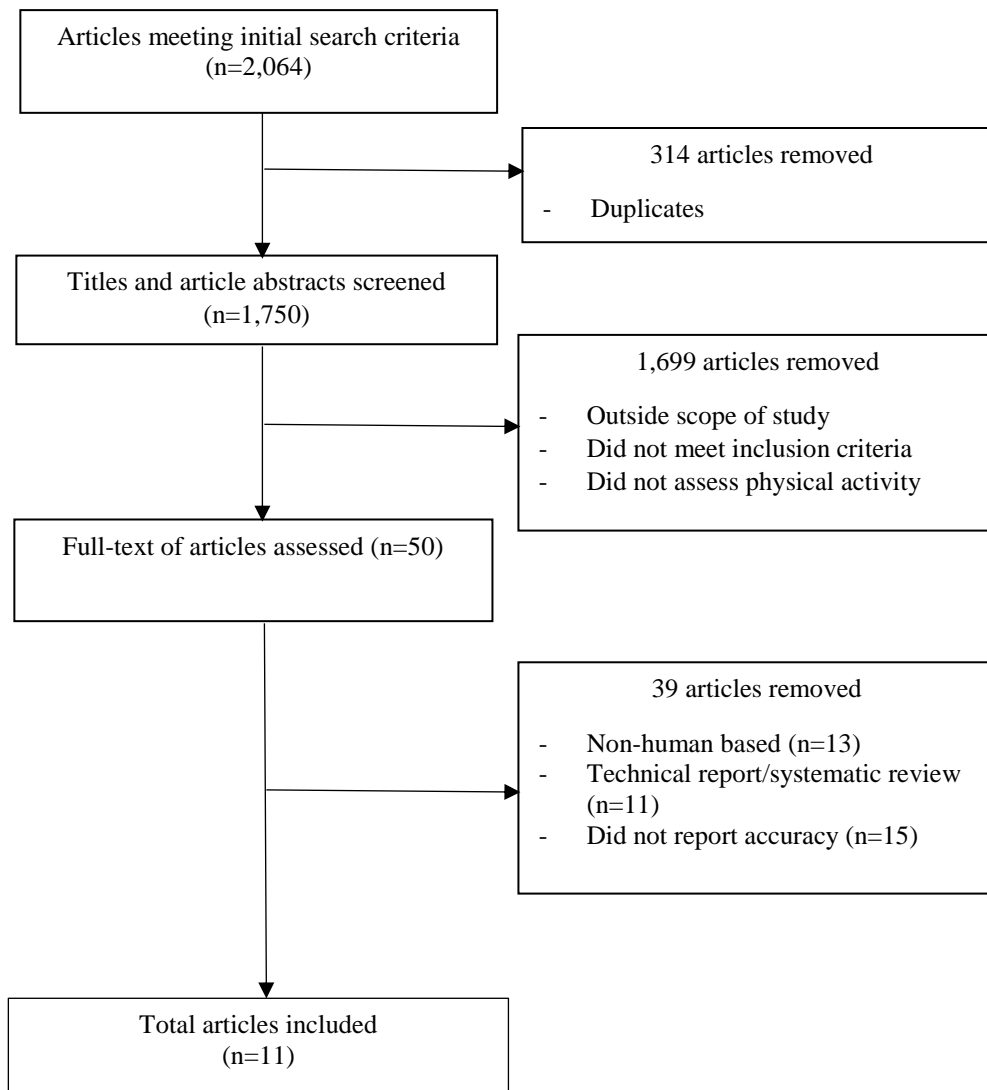 Articles meeting initial search criteria
(n=2,064)
314 articles removed
- Duplicates
Titles and article abstracts screened
(n=1,750)
1,699 articles removed
- Outside scope of study
- Did not meet inclusion criteria
- Did not assess physical activity
Full-text of articles assessed (n=50)
39 articles removed
- Non-human based (n=13)
- Technical report/systematic review
(n=11)
- Did not report accuracy (n=15)
Total articles included
(n=11)